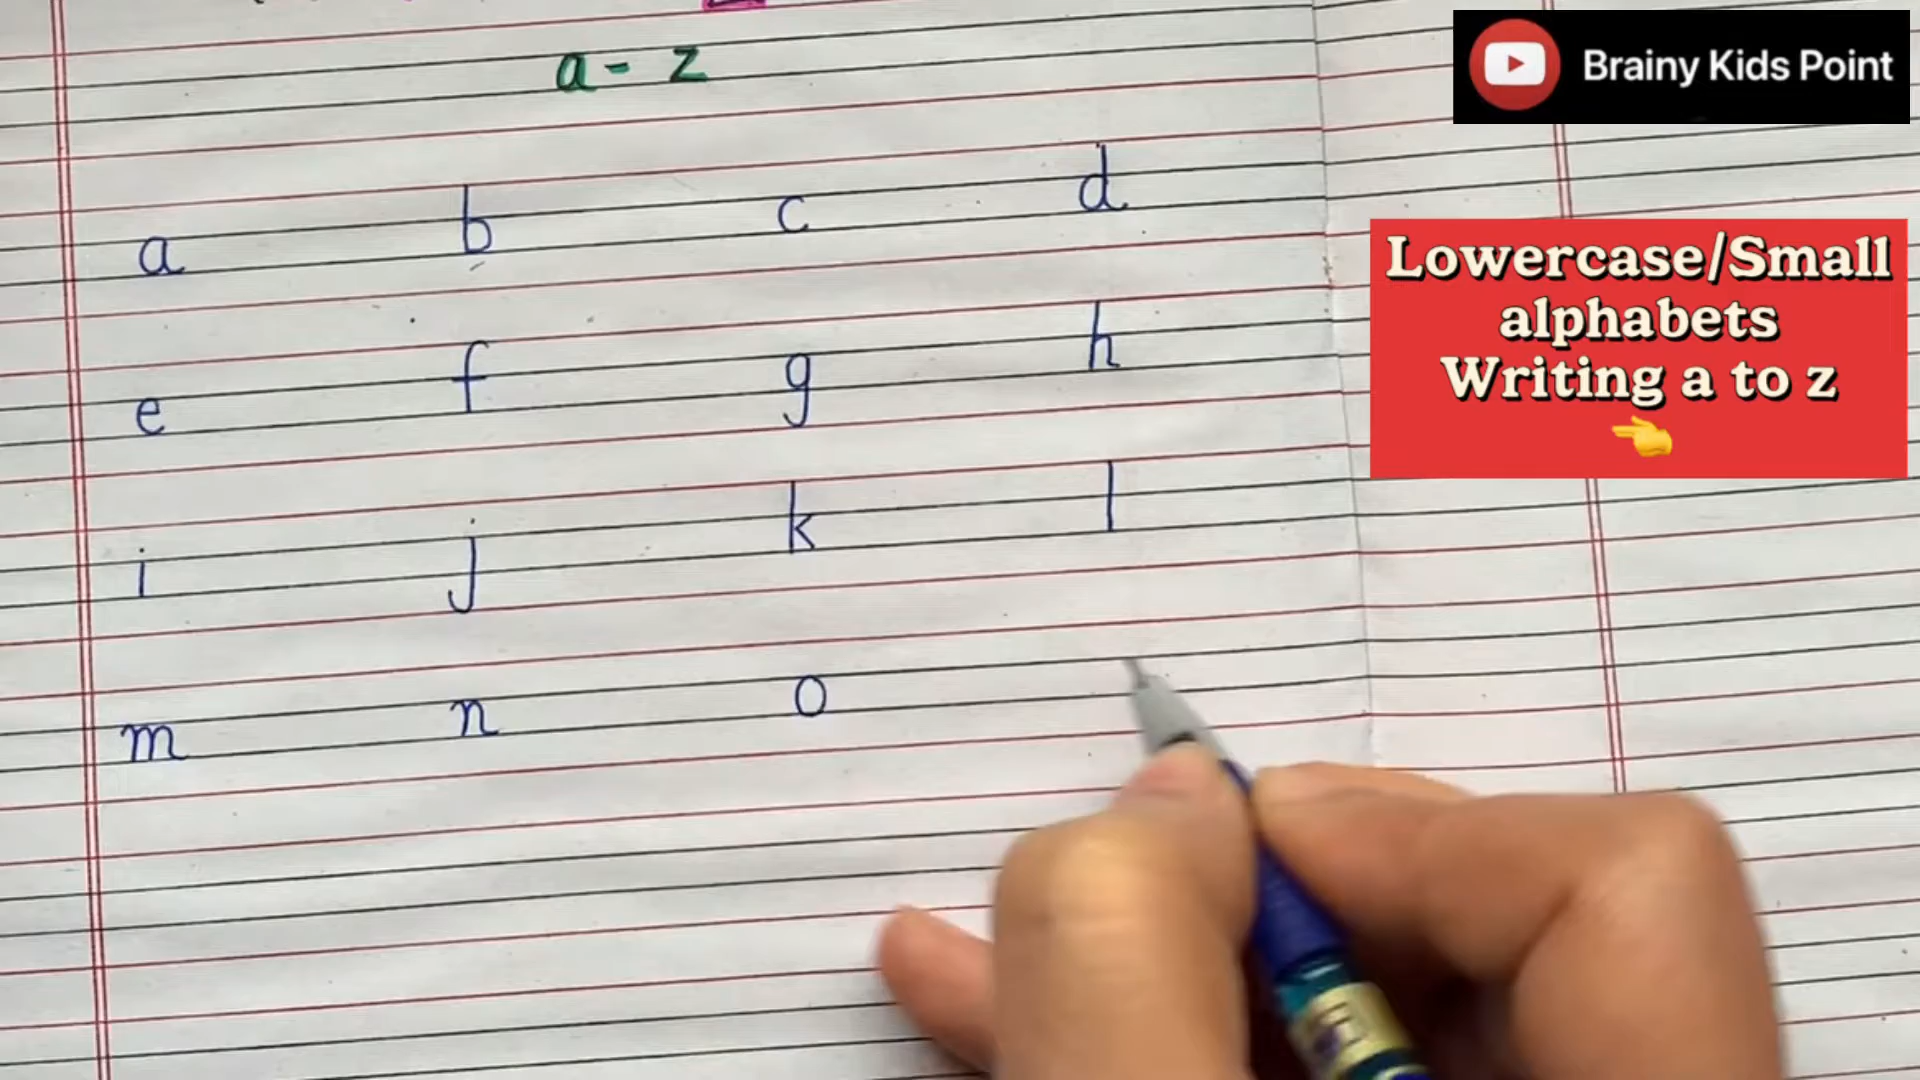 Brainy Kids Point
a - z
a b c d
Lowercase/Small
alphabets
Writing a to z
e f g h
i j k l
m n o